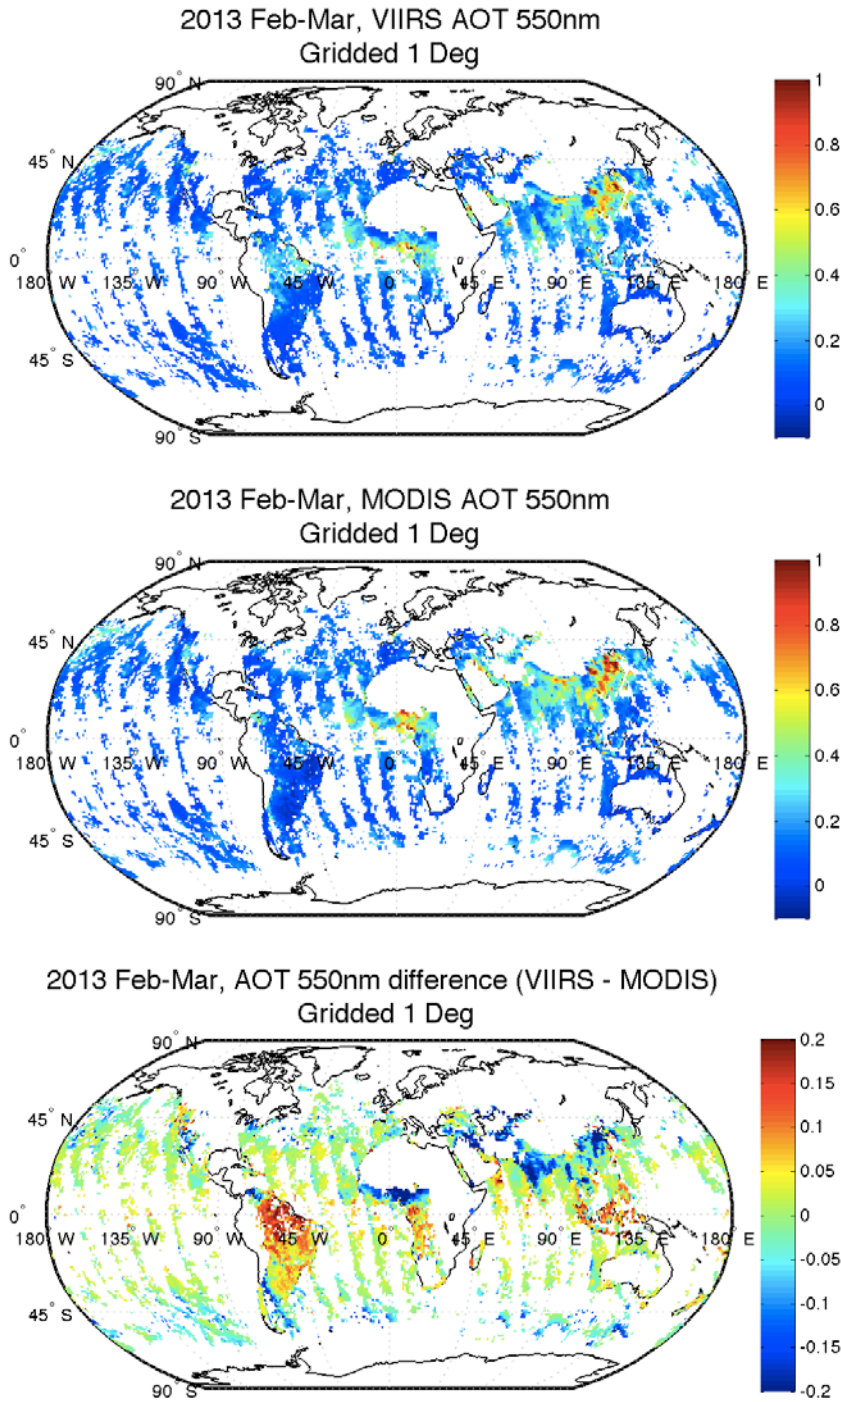 2013 Feb-Mar, VIIRS AOT 550nm
Gridded 1 Deg
90° N
45° N
0°
180° W 135° W 90° W 45° W 0° 45° E 90° E 135° E 180° E
45° S
90° S
1
0.8
0.6
0.4
0.2
0
2013 Feb-Mar, MODIS AOT 550nm
Gridded 1 Deg
90° N
45° N
0°
180° W 135° W 90° W 45° W 0° 45° E 90° E 135° E 180° E
45° S
90° S
1
0.8
0.6
0.4
0.2
0
2013 Feb-Mar, AOT 550nm difference (VIIRS - MODIS)
Gridded 1 Deg
90° N
45° N
0°
180° W 135° W 90° W 45° W 0° 45° E 90° E 135° E 180° E
45° S
90° S
0.2
0.15
0.1
0.05
0
-0.05
-0.1
-0.15
-0.2